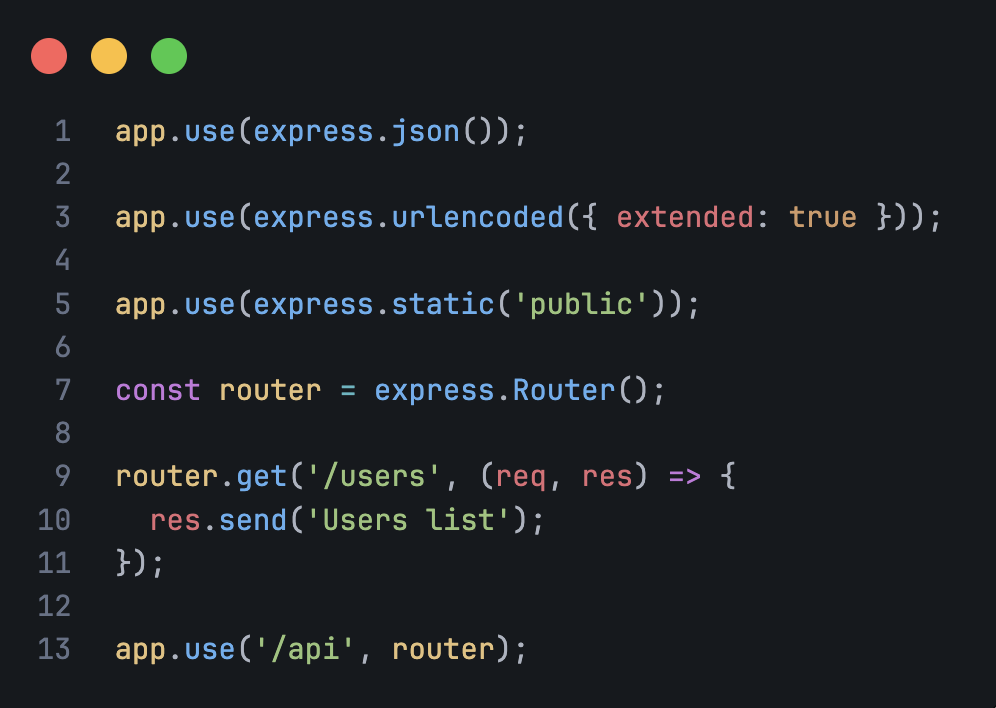 1 app.use(express.json());
2
3 app.use(express.urlencoded({ extended: true }));
4
5 app.use(express.static('public'));
6
7 const router = express.Router();
8
9 router.get('/users', (req, res) => {
10   res.send('Users list');
11 });
12
13 app.use('/api', router);